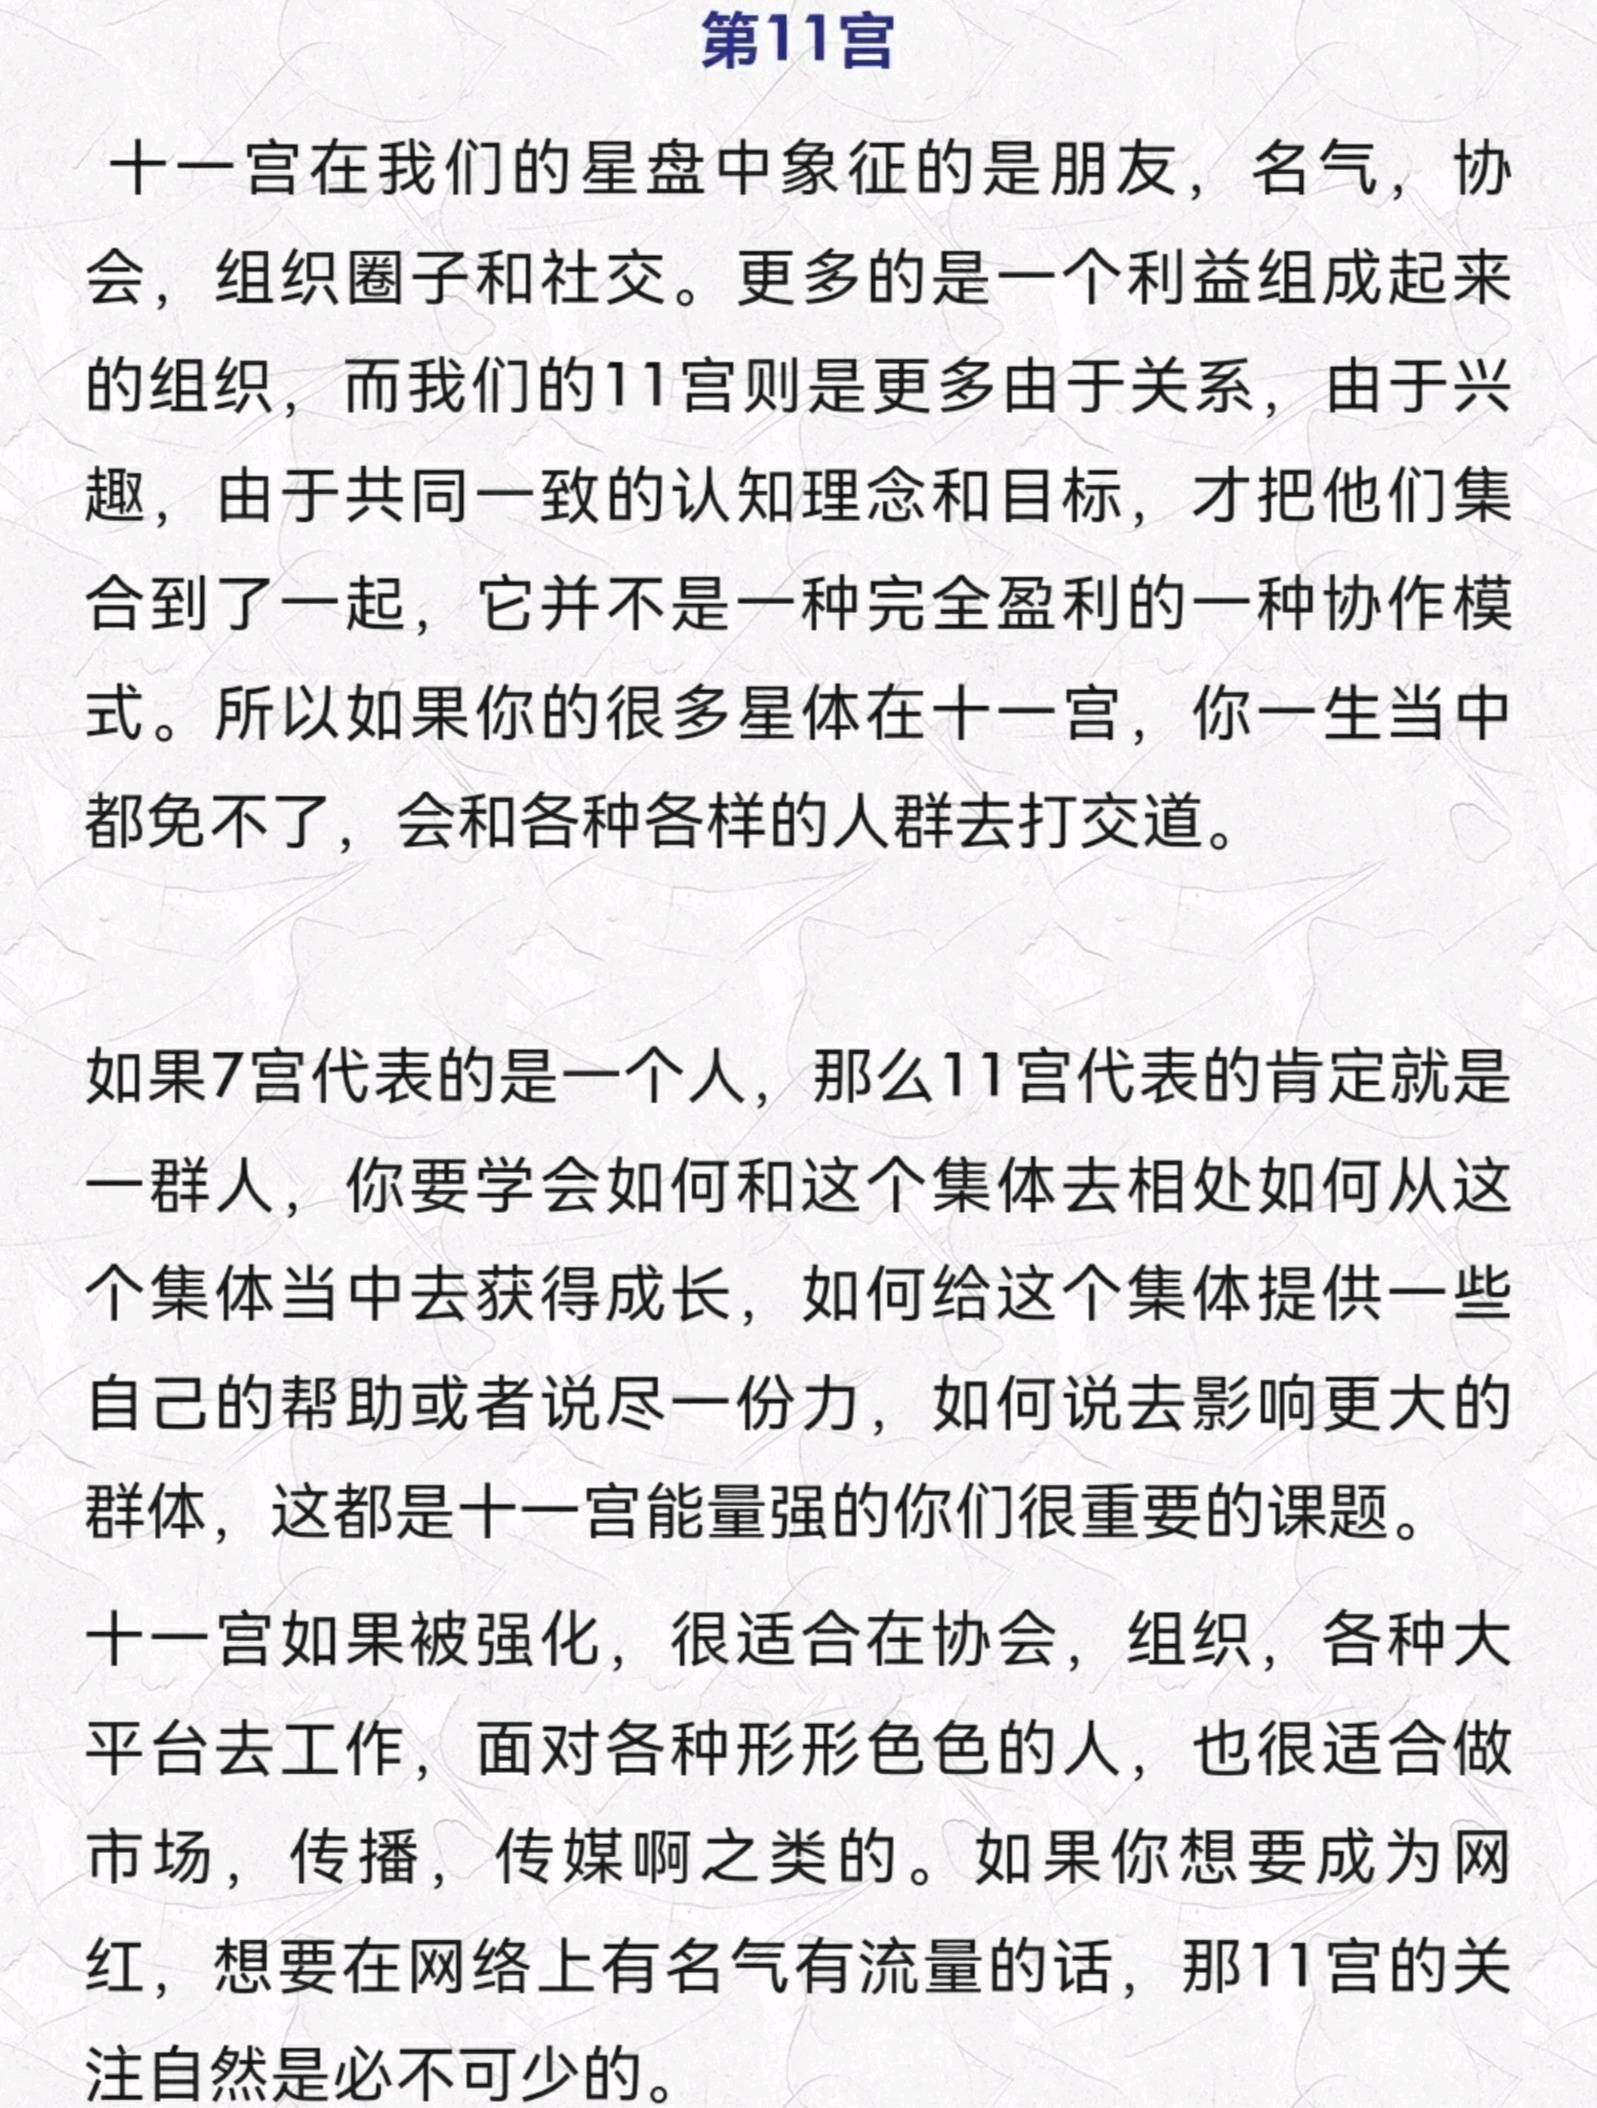 第11宫
十一宫在我们的星盘中象征的是朋友，名气，协
会，组织圈子和社交。更多的是一个利益组成起来
的组织，而我们的11宫则是更多由于关系，由于兴
趣，由于共同一致的认知理念和目标，才把他们集
合到了一起，它并不是一种完全盈利的一种协作模
式。所以如果你的很多星体在十一宫，你一生当中
都免不了，会和各种各样的人群去打交道。
如果7宫代表的是一个人，那么11宫代表的肯定就是
一群人，你要学会如何和这个集体去相处如何从这
个集体当中去获得成长，如何给这个集体提供一些
自己的帮助或者说尽一份力，如何说去影响更大的
群体，这都是十一宫能量强的你们很重要的课题。
十一宫如果被强化，很适合在协会，组织，各种大
平台去工作，面对各种形形色色的人，也很适合做
市场，传播，传媒啊之类的。如果你想要成为网
红，想要在网络上有名气有流量的话，那11宫的关
注自然是必不可少的。